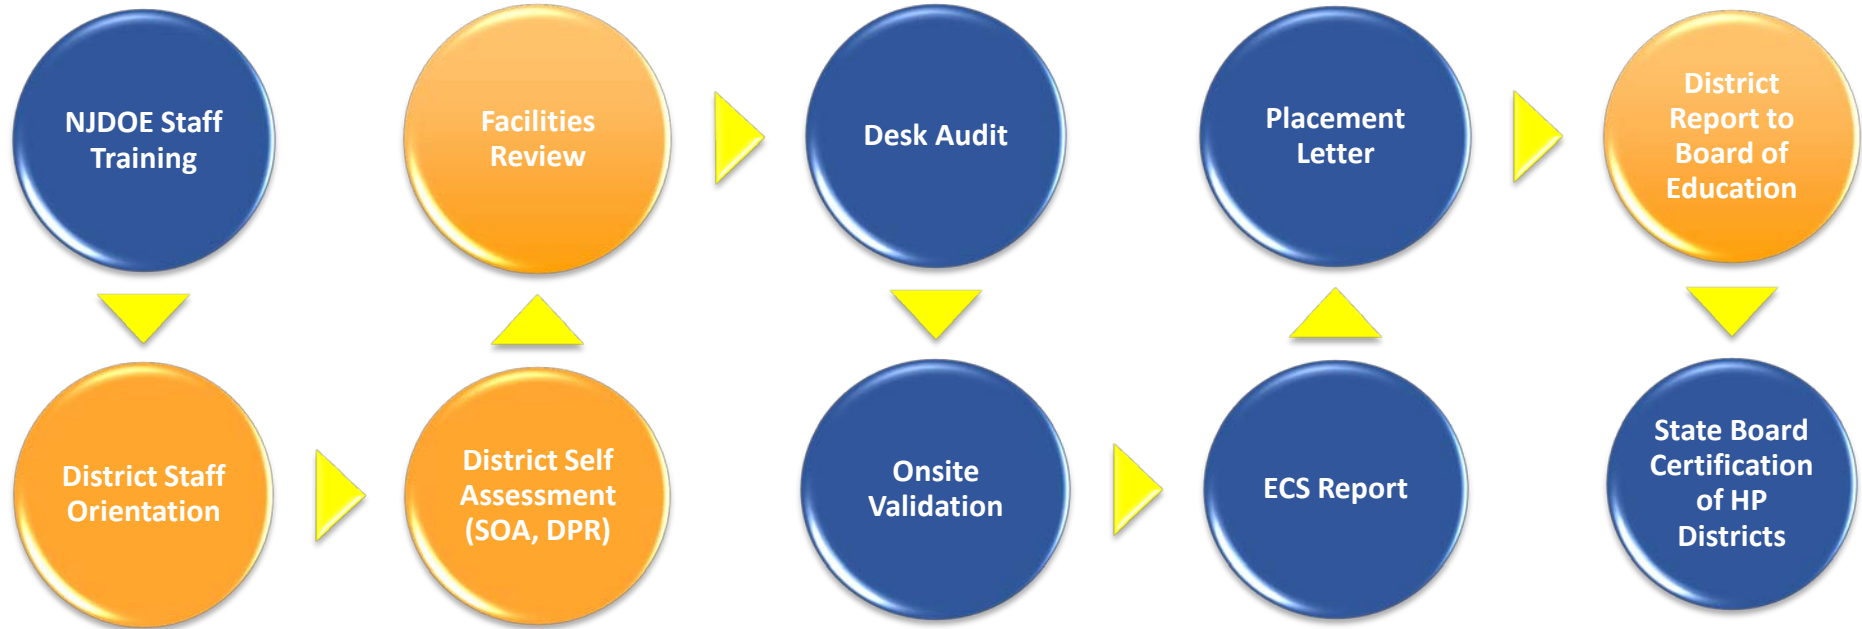 NJDOE Staff
Training
District Staff
Orientation
District Self
Assessment
(SOA, DPR)
Facilities
Review
Desk Audit
Onsite
Validation
ECS Report
Placement
Letter
District
Report to
Board of
Education
State Board
Certification
of HP
Districts